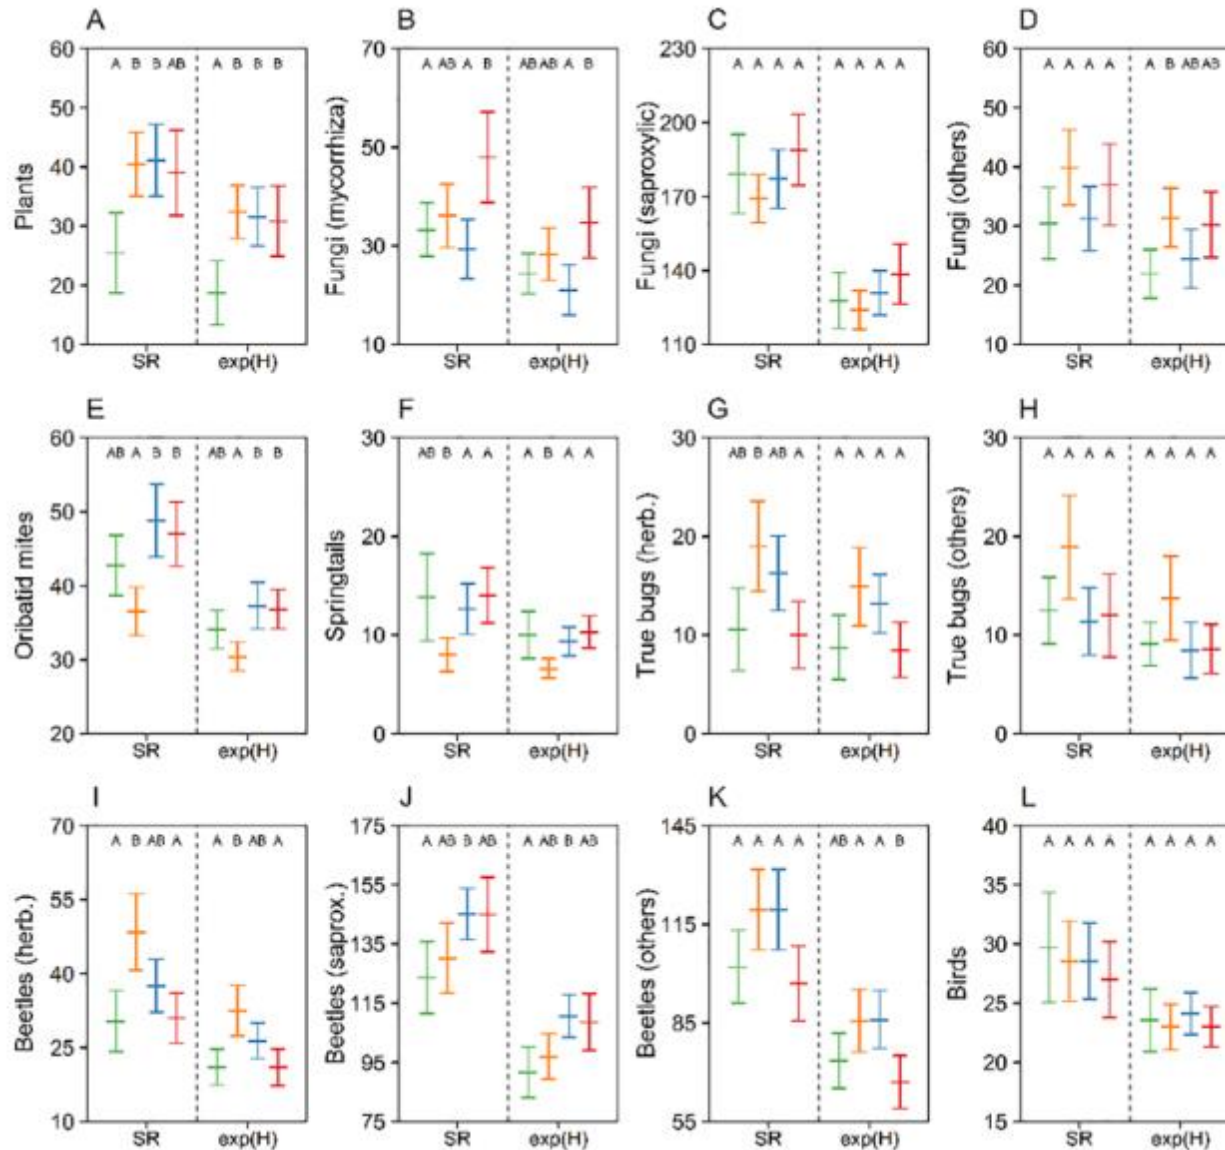 A
B
C
D
60
50
40
30
20
10
Plants
A B B AB A B B B
SR exp(H)
70
50
30
10
Fungi (mycorrhiza)
A AB A B AB AB A B
SR exp(H)
230
200
170
140
110
Fungi (saproxylic)
A A A A A A A A
SR exp(H)
60
50
40
30
20
10
Fungi (others)
A A A A A B AB AB
SR exp(H)
E
F
G
H
60
50
40
30
20
Oribatid mites
AB A B B AB A B B
SR exp(H)
30
20
10
0
Springtails
AB B A A A B A A
SR exp(H)
30
20
10
0
True bugs (herb.)
AB B AB A A A A A
SR exp(H)
30
20
10
0
True bugs (others)
A A A A A A A A
SR exp(H)
I
J
K
L
70
55
40
25
10
Beetles (herb.)
A B AB A A B AB A
SR exp(H)
175
155
135
115
95
75
Beetles (saprox.)
A AB B AB A AB B AB
SR exp(H)
145
115
85
55
Beetles (others)
A A A A AB A A B
SR exp(H)
40
35
30
25
20
15
Birds
A A A A A A A A
SR exp(H)